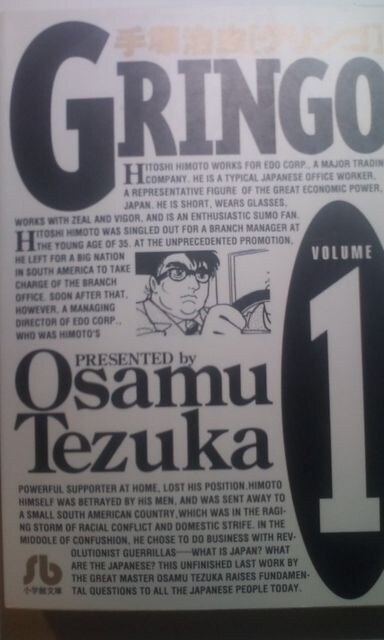 手塚治虫[グリンゴ]
GRINGO
HITOSHI HIMOTO WORKS FOR EDO CORP., A MAJOR TRADIN
COMPANY. HE IS A TYPICAL JAPANESE OFFICE WORKER,
A REPRESENTATIVE FIGURE OF THE GREAT ECONOMIC POWER,
JAPAN. HE IS SHORT, WEARS GLASSES,
WORKS WITH ZEAL AND VIGOR, AND IS AN ENTHUSIASTIC SUMO FAN.
HITOSHI HIMOTO WAS SINGLED OUT FOR A BRANCH MANAGER AT
THE YOUNG AGE OF 35. AT THE UNPRECEDENTED PROMOTION,
HE LEFT FOR A BIG NATION
IN SOUTH AMERICA TO TAKE
CHARGE OF THE BRANCH
OFFICE. SOON AFTER THAT,
HOWEVER, A MANAGING
DIRECTOR OF EDO CORP.,
WHO WAS HIMOTO'S
VOLUME
1
PRESENTED by
Osamu
Tezuka
POWERFUL SUPPORTER AT HOME, LOST HIS POSITION. HIMOTO
HIMSELF WAS BETRAYED BY HIS MEN, AND WAS SENT AWAY TO
A SMALL SOUTH AMERICAN COUNTRY, WHICH WAS IN THE RAGI-
NG STORM OF RACIAL CONFLICT AND DOMESTIC STRIFE. IN THE
MIDDOLE OF CONFUSHION, HE CHOSE TO DO BUSINESS WITH REV-
OLUTIONIST GUERRILLAS—WHAT IS JAPAN? WHAT
ARE THE JAPANESE? THIS UNFINISHED LAST WORK BY
THE GREAT MASTER OSAMU TEZUKA RAISES FUNDAMEN-
TAL QUESTIONS TO ALL THE JAPANESE PEOPLE TODAY.
Sb
小学館文庫